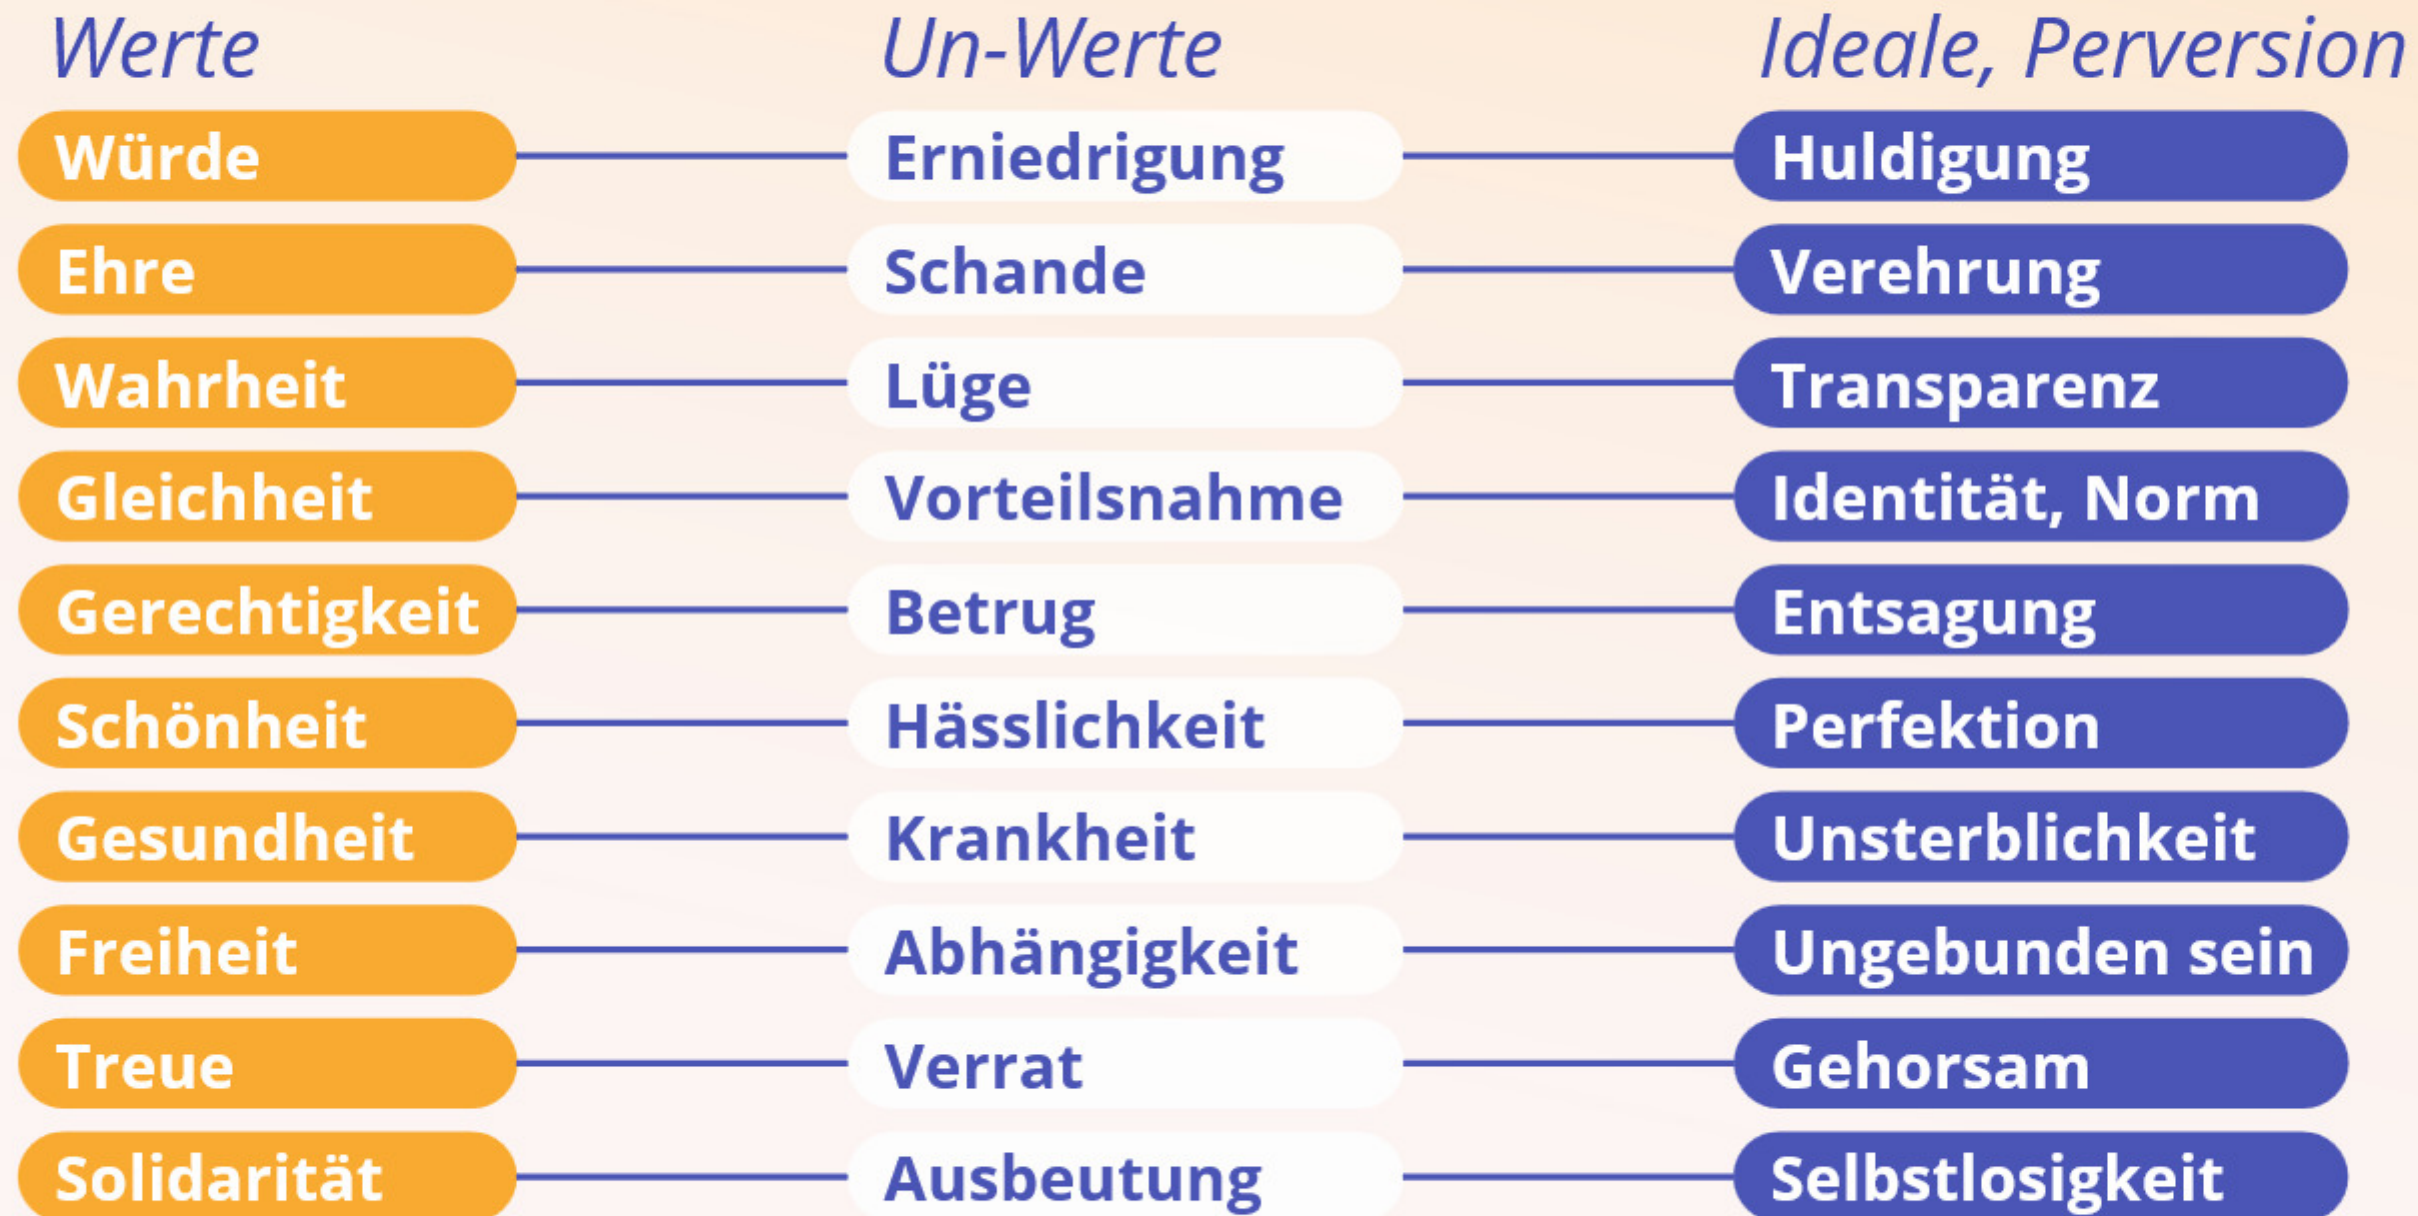 Werte Un-Werte Ideale, Perversion
Würde Erniedrigung Huldigung
Ehre Schande Verehrung
Wahrheit Lüge Transparenz
Gleichheit Vorteilsnahme Identität, Norm
Gerechtigkeit Betrug Entsagung
Schönheit Hässlichkeit Perfektion
Gesundheit Krankheit Unsterblichkeit
Freiheit Abhängigkeit Ungebunden sein
Treue Verrat Gehorsam
Solidarität Ausbeutung Selbstlosigkeit